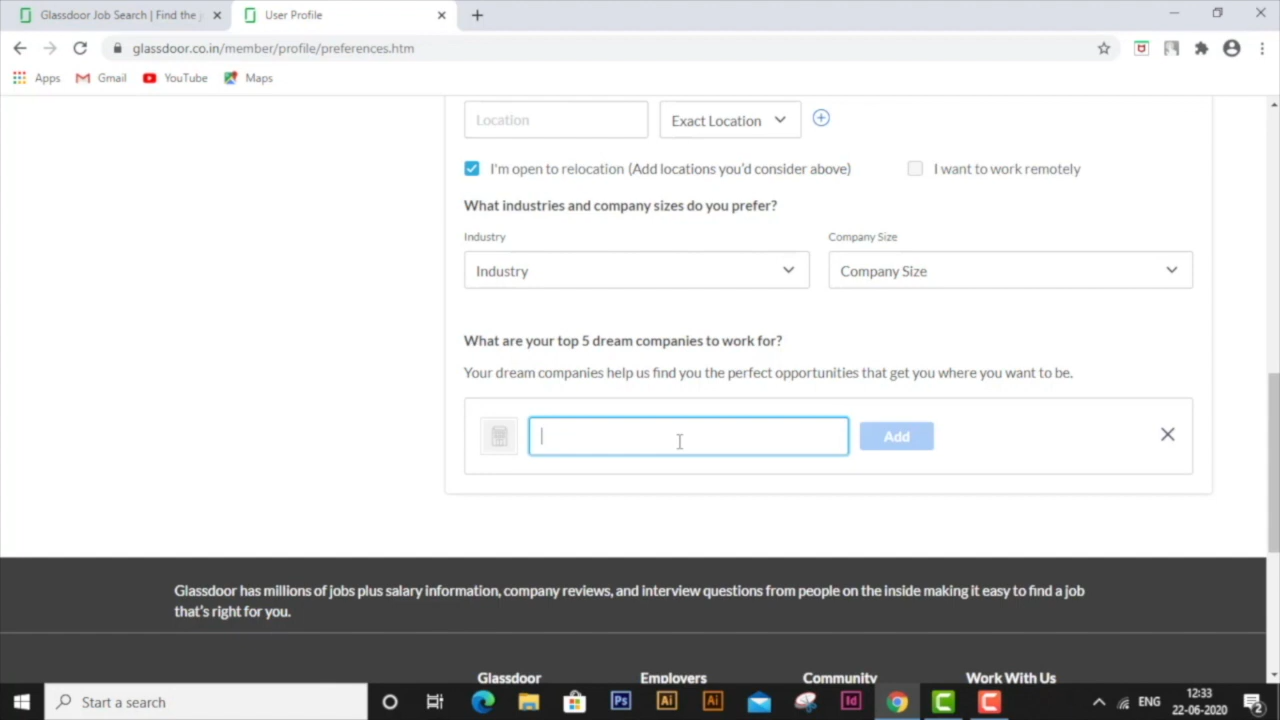 Glassdoor Job Search | Find the j
User Profile
glassdoor.co.in/member/profile/preferences.htm
Apps
Gmail
YouTube
Maps
Location
Exact Location
I'm open to relocation (Add locations you'd consider above)
I want to work remotely
What industries and company sizes do you prefer?
Industry
Company Size
Industry
Company Size
What are your top 5 dream companies to work for?
Your dream companies help us find you the perfect opportunities that get you where you want to be.
Add
Glassdoor has millions of jobs plus salary information, company reviews, and interview questions from people on the inside making it easy to find a job
that's right for you.
Glassdoor
Employers
Community
Work With Us
Start a search
Ps
Ai
Ai
Id
ENG
12:33
22-06-2020
2